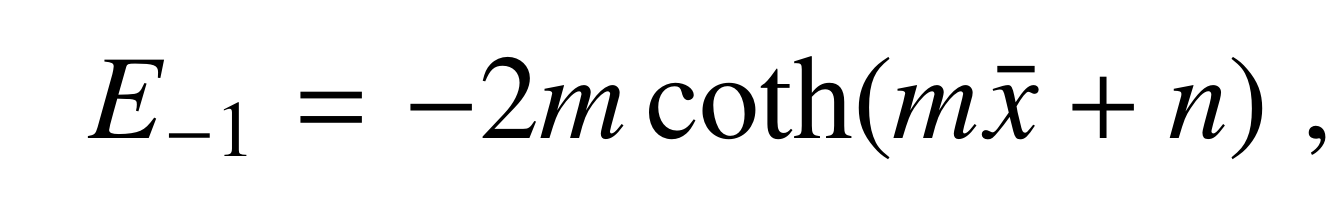 E₋₁ = −2m coth(mx̄ + n) ,